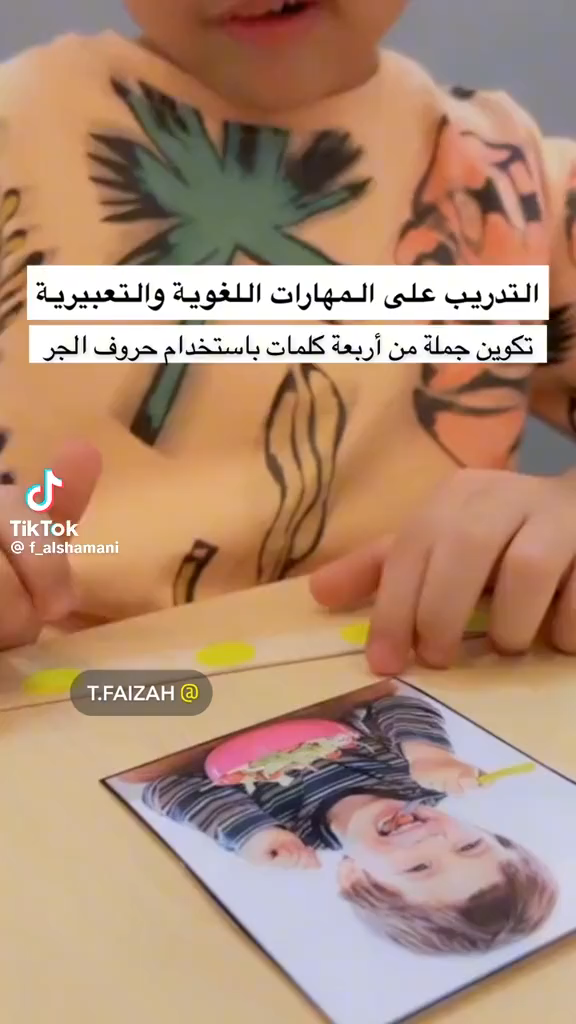 التدريب على المهارات اللغوية والتعبيرية
تكوين جملة من أربعة كلمات باستخدام حروف الجر
TikTok
@ f_alshamani
T.FAIZAH @